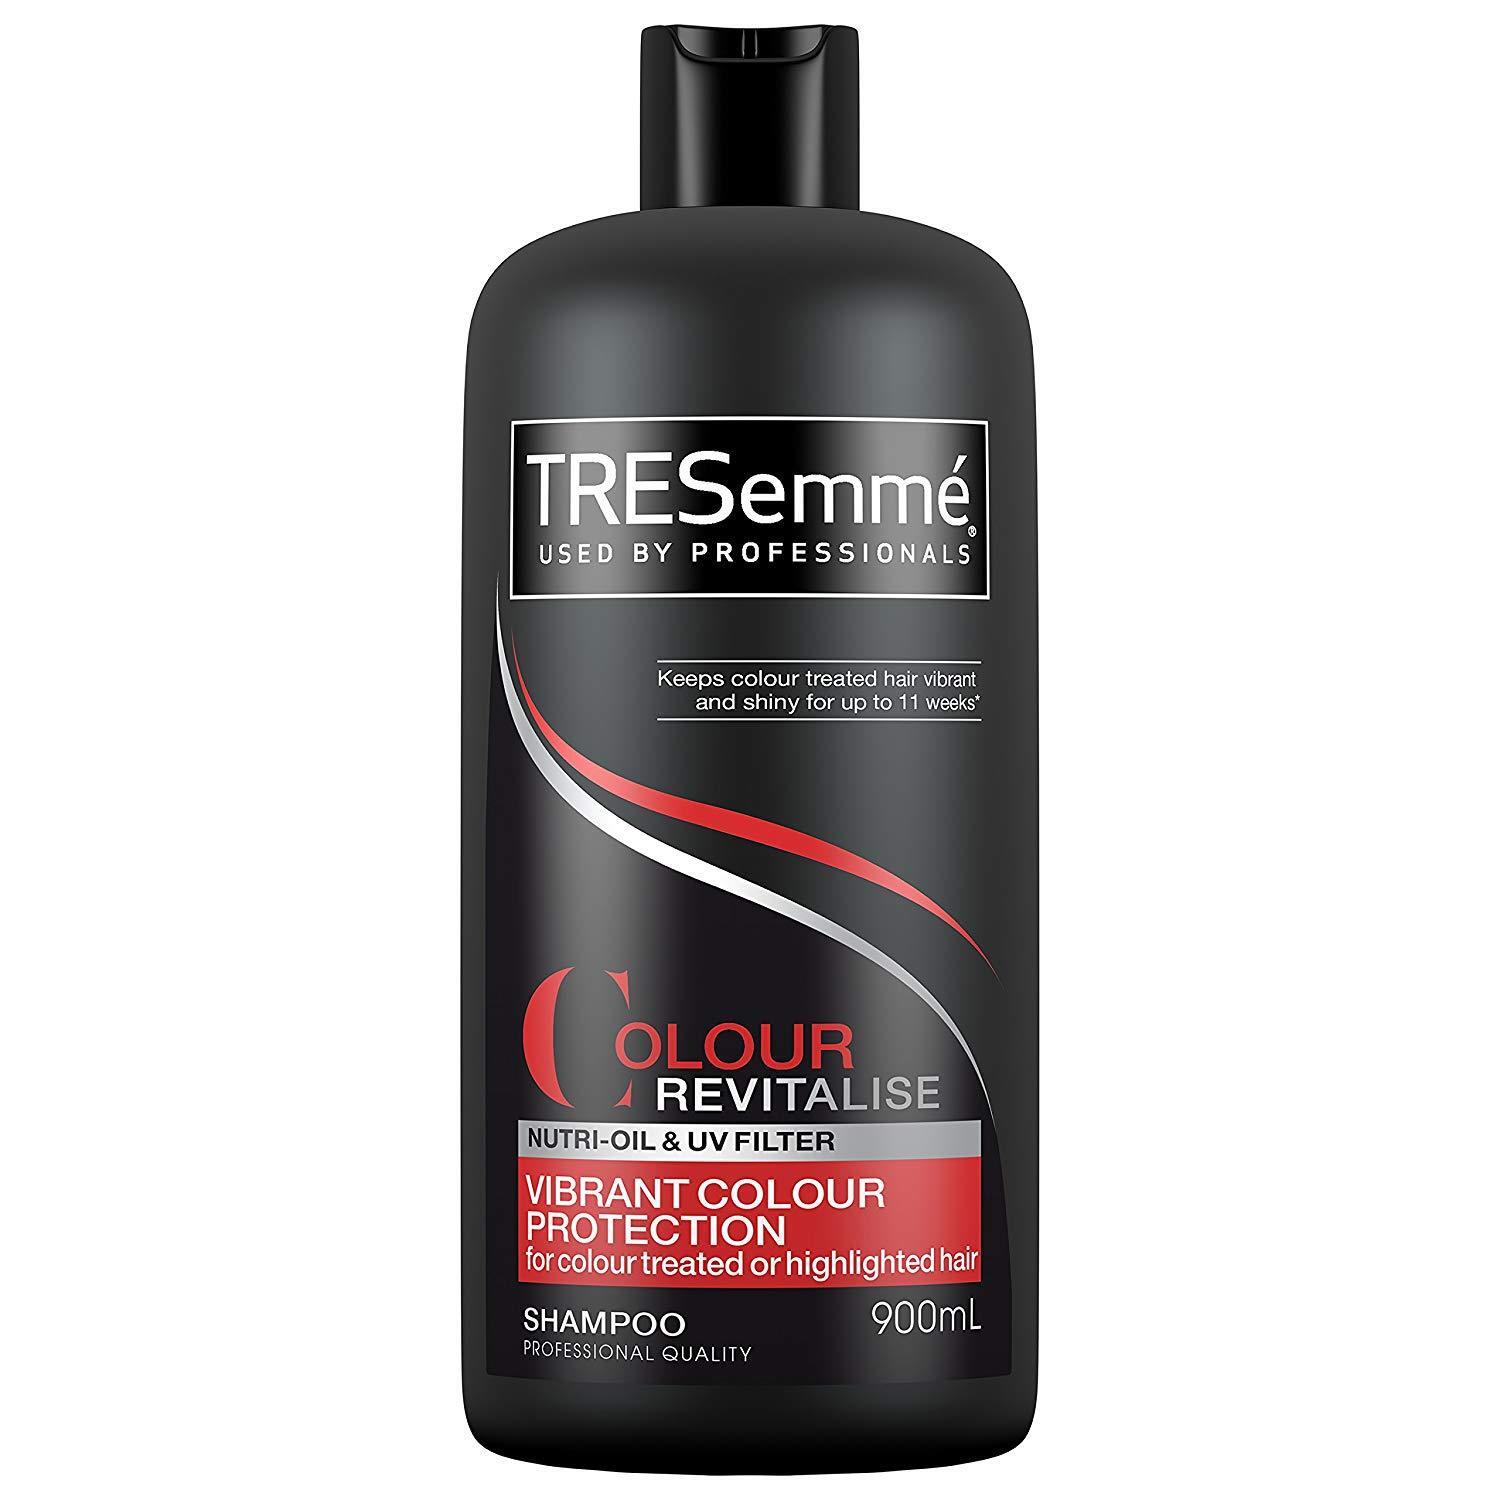 TRESemmé®
USED BY PROFESSIONALS
Keeps colour treated hair vibrant
and shiny for up to 11 weeks*
COLOUR
REVITALISE
NUTRI-OIL & UV FILTER
VIBRANT COLOUR
PROTECTION
for colour treated or highlighted hair
SHAMPOO 900mL
PROFESSIONAL QUALITY